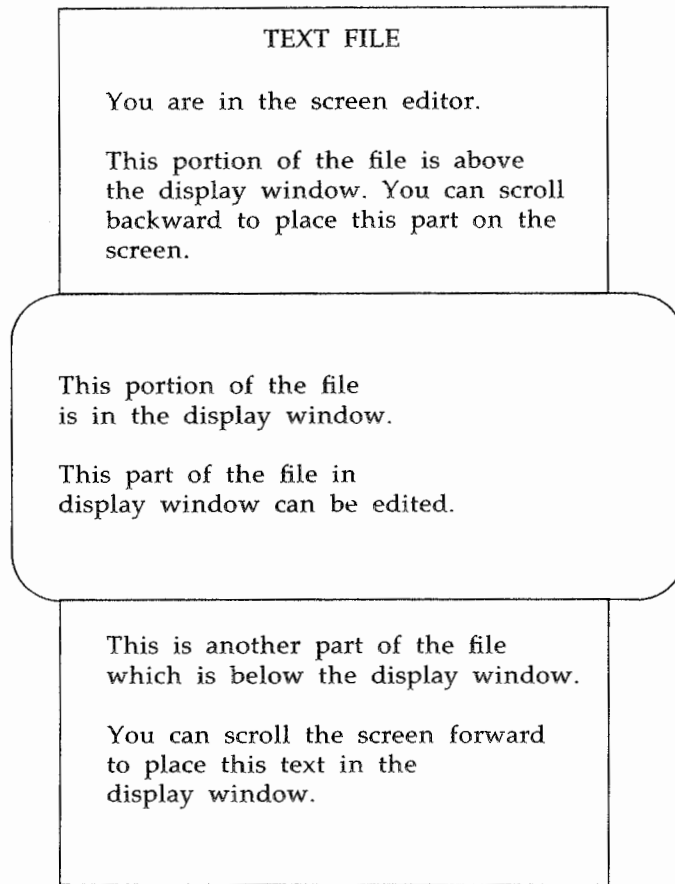 TEXT FILE
You are in the screen editor.
This portion of the file is above
the display window. You can scroll
backward to place this part on the
screen.
This portion of the file
is in the display window.
This part of the file in
display window can be edited.
This is another part of the file
which is below the display window.
You can scroll the screen forward
to place this text in the
display window.